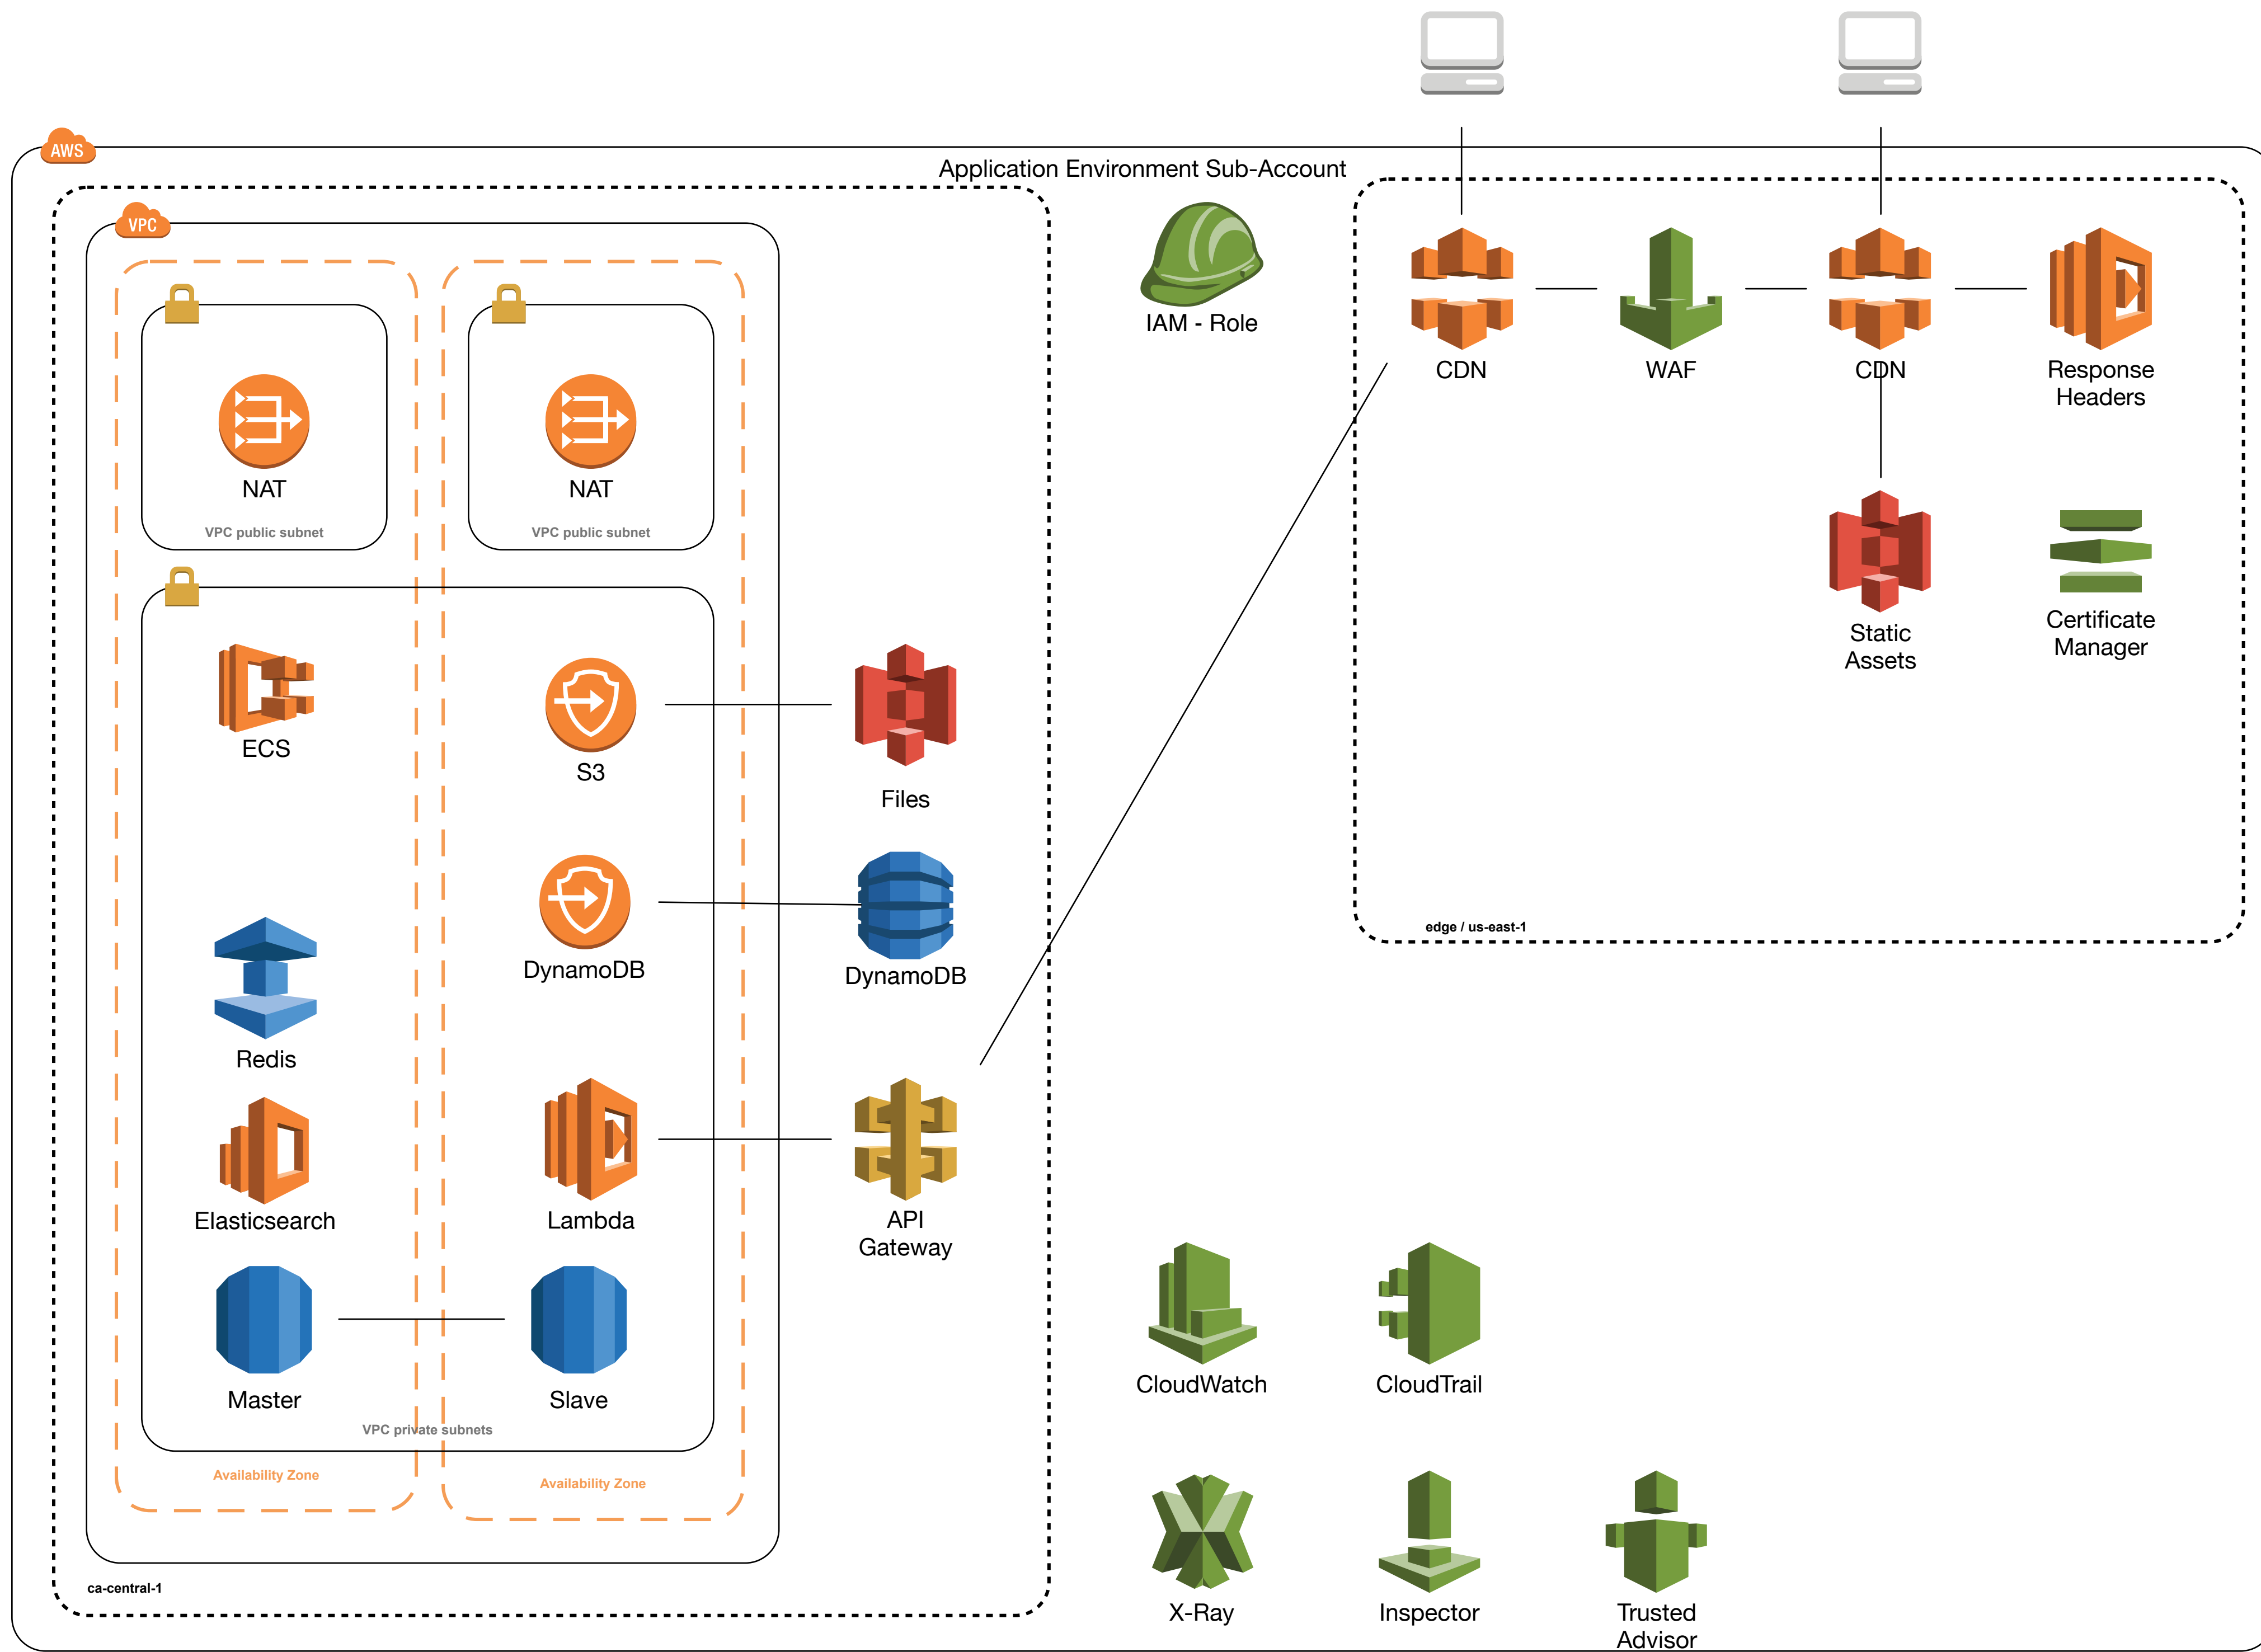 AWS
Application Environment Sub-Account
VPC
IAM - Role
CDN
WAF
CDN
Response
Headers
NAT
NAT
VPC public subnet
VPC public subnet
Static
Assets
Certificate
Manager
ECS
S3
Files
edge / us-east-1
DynamoDB
DynamoDB
Redis
Elasticsearch
Lambda
API
Gateway
Master
Slave
CloudWatch
CloudTrail
VPC private subnets
Availability Zone
Availability Zone
ca-central-1
X-Ray
Inspector
Trusted
Advisor